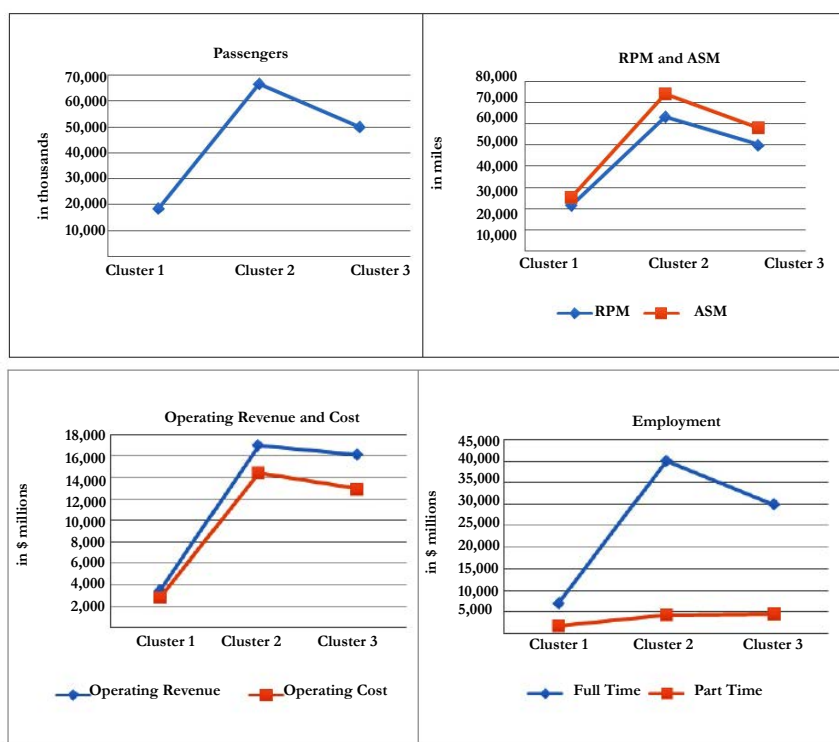 Passengers
in thousands
70,000
60,000
50,000
40,000
30,000
20,000
10,000
Cluster 1 Cluster 2 Cluster 3
RPM and ASM
in miles
80,000
70,000
60,000
50,000
40,000
30,000
20,000
10,000
Cluster 1 Cluster 2 Cluster 3
RPM ASM
Operating Revenue and Cost
in $ millions
18,000
16,000
14,000
12,000
10,000
8,000
6,000
4,000
2,000
Cluster 1 Cluster 2 Cluster 3
Operating Revenue Operating Cost
Employment
in $ millions
45,000
40,000
35,000
30,000
25,000
20,000
15,000
10,000
5,000
Cluster 1 Cluster 2 Cluster 3
Full Time Part Time